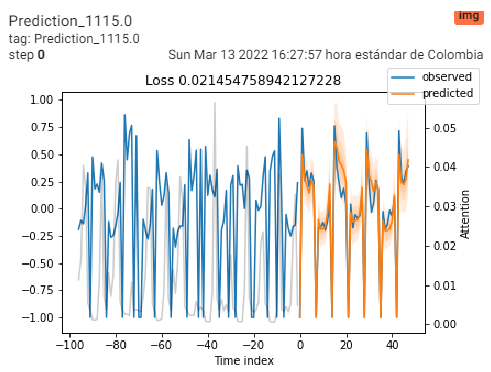 Prediction_1115.0
img
tag: Prediction_1115.0
step 0
Sun Mar 13 2022 16:27:57 hora estándar de Colombia
Loss 0.021454758942127228
observed
predicted
1.00
0.75
0.50
0.25
0.00
−0.25
−0.50
−0.75
−1.00
0.05
0.04
0.03
0.02
0.01
0.00
Attention
−100
−80
−60
−40
−20
0
20
40
Time index